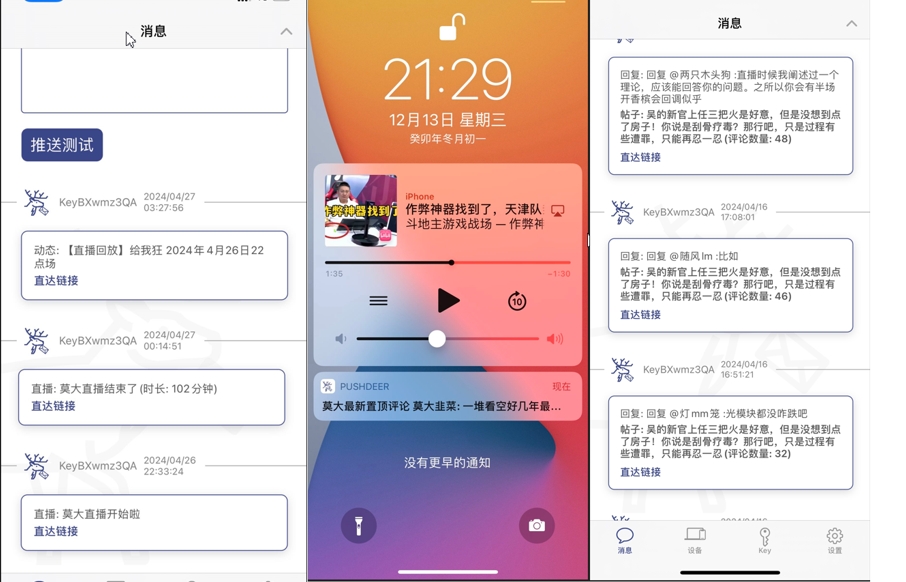 消息
推送测试
KeyBXwmz3QA
2024/04/27
03:27:56
动态: 【直播回放】给我狂 2024年4月26日22
点场
直达链接
KeyBXwmz3QA
2024/04/27
00:14:51
直播: 莫大直播结束了(时长: 102分钟)
直达链接
KeyBXwmz3QA
2024/04/26
22:33:24
直播: 莫大直播开始啦
直达链接
21:29
12月13日 星期三
癸卯年冬月初一
iPhone
作弊神器找到了，天津队
斗地主游戏战场 — 作弊神
作弊神器找到了
1:35
-1:30
10
PUSHDEER
现在
莫大最新置顶评论 莫大韭菜: 一堆看空好几年最...
没有更早的通知
消息
回复: 回复 @两只木头狗 :直播时候我阐述过一个
理论，应该能回答你的问题。之所以你会有半场
开香槟会回调似乎
帖子: 吴的新官上任三把火是好意，但是没想到点
了房子！你说是刮骨疗毒？那行吧，只是过程有
些遭罪，只能再忍一忍(评论数量: 48)
直达链接
KeyBXwmz3QA
2024/04/16
17:08:01
回复: 回复 @随风lm :比如
帖子: 吴的新官上任三把火是好意，但是没想到点
了房子！你说是刮骨疗毒？那行吧，只是过程有
些遭罪，只能再忍一忍(评论数量: 46)
直达链接
KeyBXwmz3QA
2024/04/16
16:51:21
回复: 回复 @灯mm笼 :光模块都没咋跌吧
帖子: 吴的新官上任三把火是好意，但是没想到点
了房子！你说是刮骨疗毒？那行吧，只是过程有
些遭罪，只能再忍一忍(评论数量: 32)
直达链接
消息
设备
Key
设置